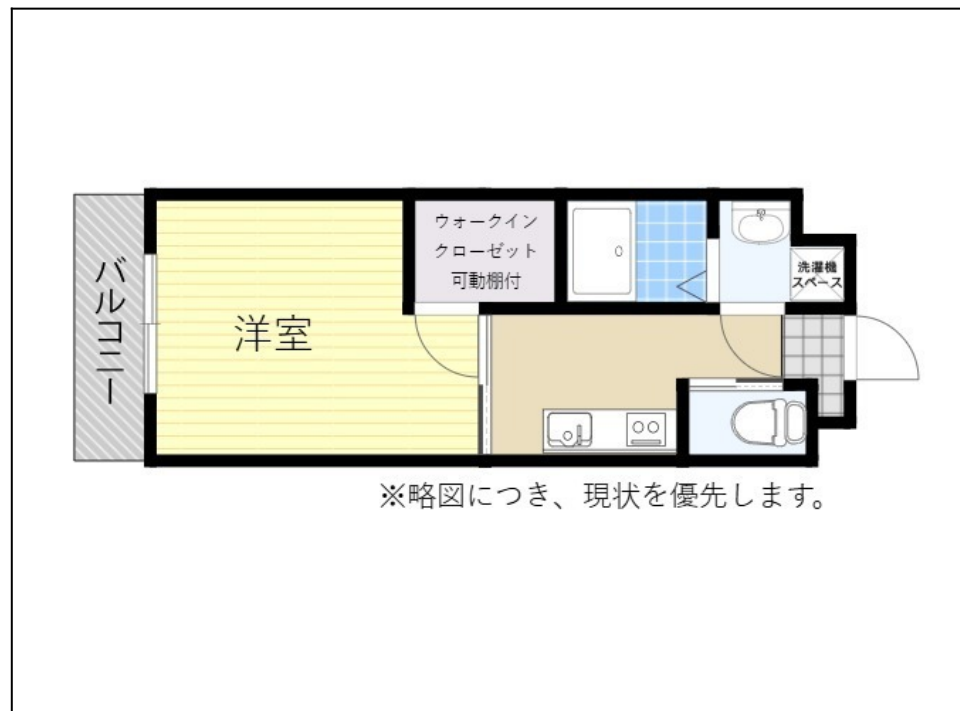 ウォークイン
クローゼット
可動棚付
洗濯機
スペース
バルコニー
洋室
※略図につき、現状を優先します。